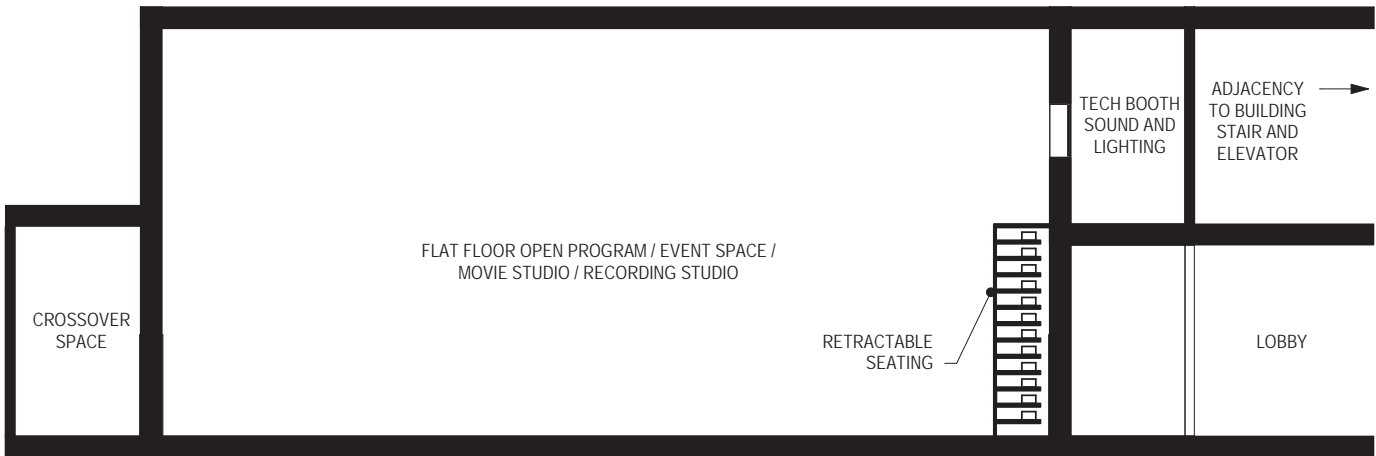 TECH BOOTH
SOUND AND
LIGHTING
ADJACENCY
TO BUILDING
STAIR AND
ELEVATOR
FLAT FLOOR OPEN PROGRAM / EVENT SPACE /
MOVIE STUDIO / RECORDING STUDIO
CROSSOVER
SPACE
RETRACTABLE
SEATING
LOBBY